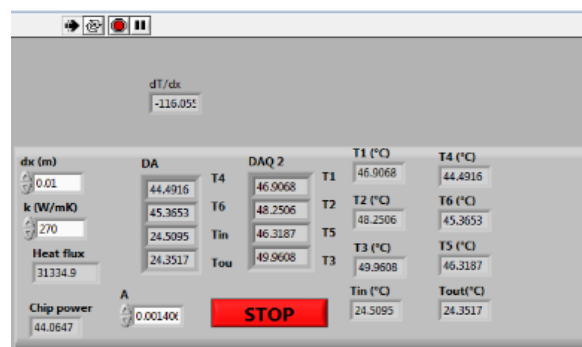 dT/dx
-116.055
dx (m)
0.01
k (W/mK)
270
Heat flux
31334.9
Chip power
44.0647
A
0.00140
DA
44.4916 T4
45.3653 T6
24.5095 Tin
24.3517 Tou
DAQ 2
46.9068 T1
48.2506 T2
46.3187 T5
49.9608 T3
STOP
T1 (°C)
46.9068
T2 (°C)
48.2506
T3 (°C)
49.9608
Tin (°C)
24.5095
T4 (°C)
44.4916
T6 (°C)
45.3653
T5 (°C)
46.3187
Tout(°C)
24.3517